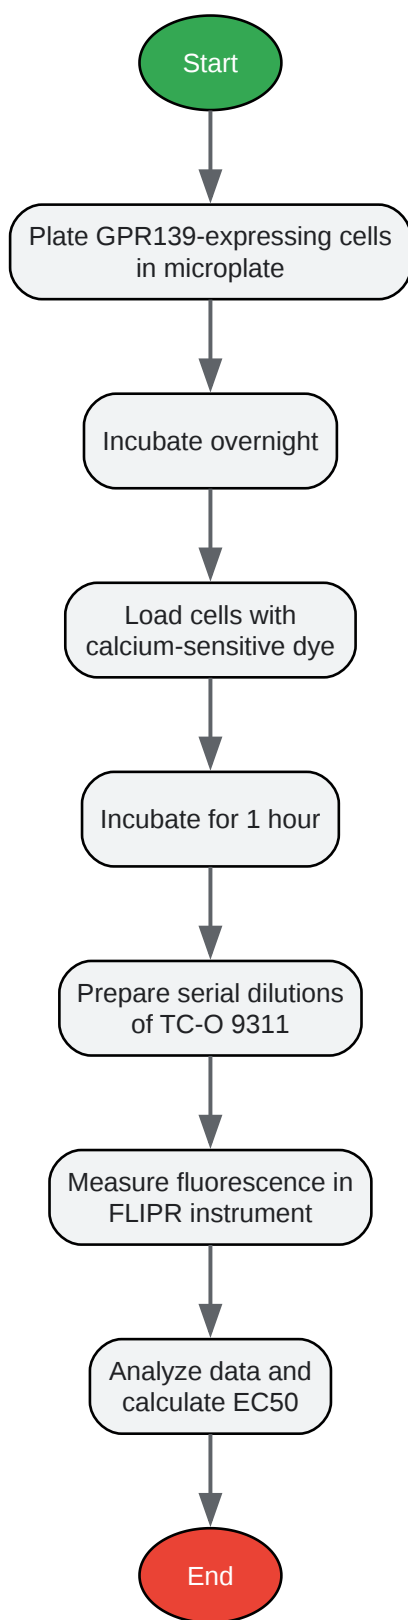 Start
Plate GPR139-expressing cells
in microplate
Incubate overnight
Load cells with
calcium-sensitive dye
Incubate for 1 hour
Prepare serial dilutions
of TC-O 9311
Measure fluorescence in
FLIPR instrument
Analyze data and
calculate EC50
End